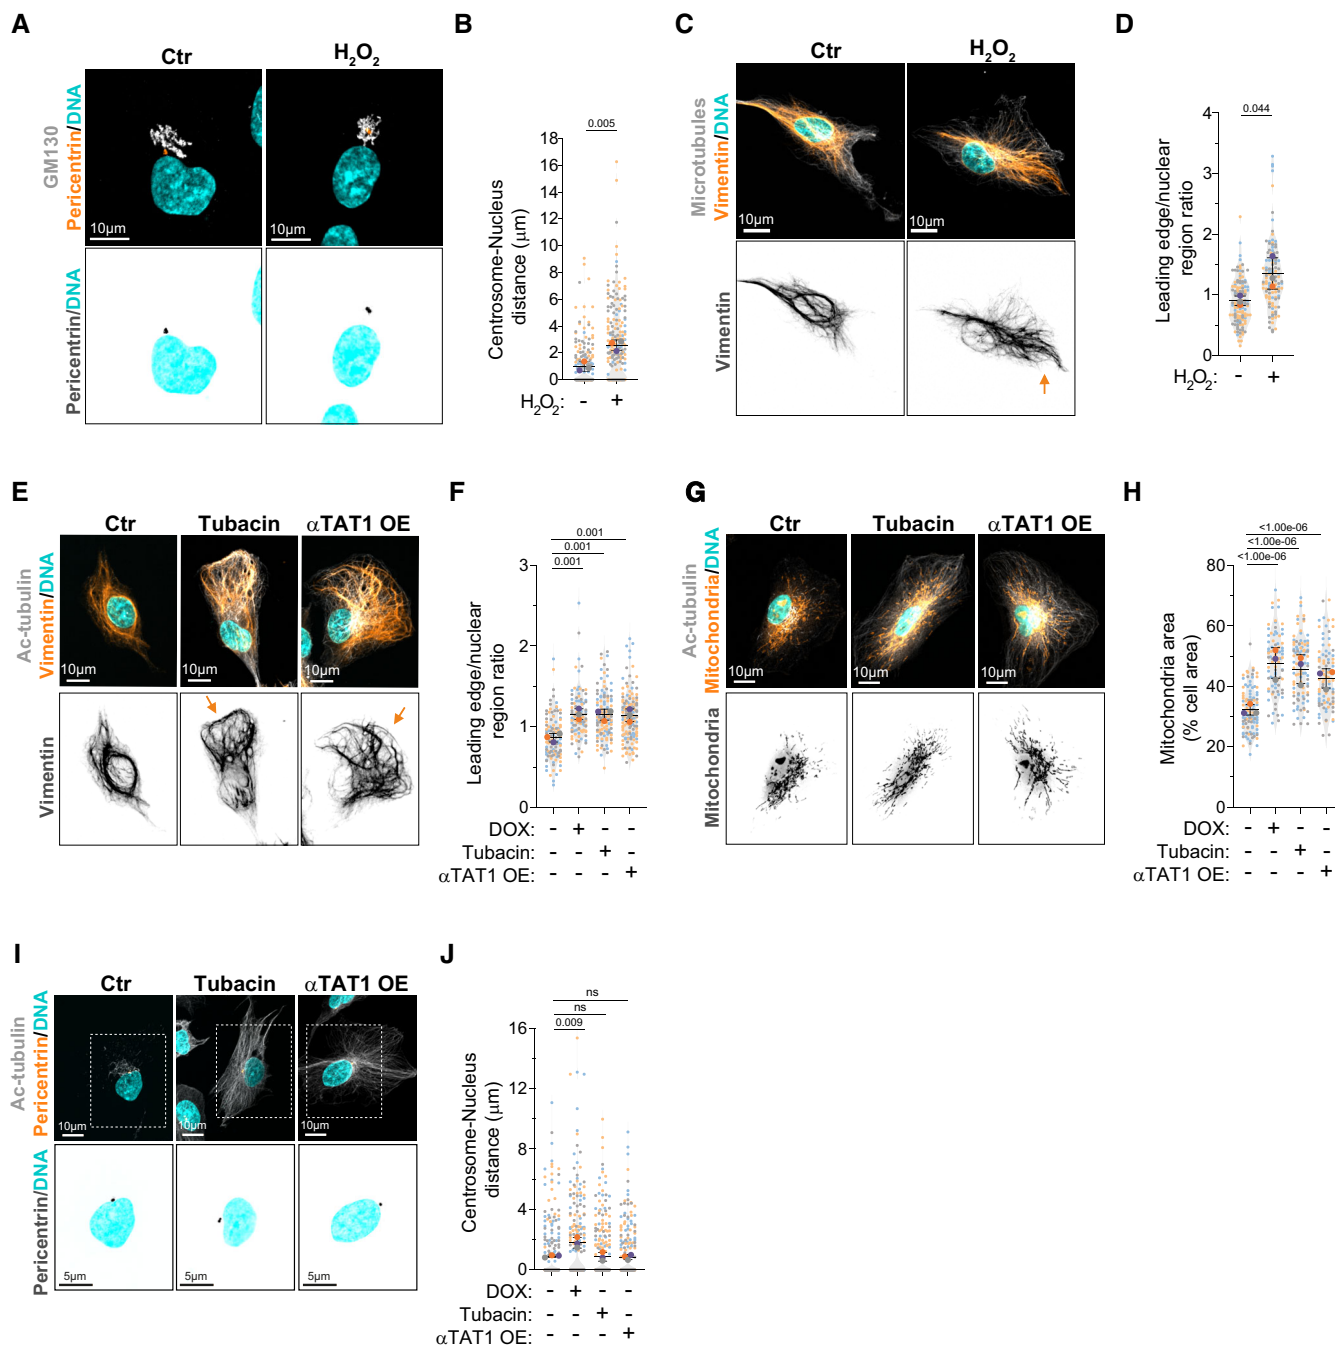 A
Ctr
H2O2
GM130
Pericentrin/DNA
10µm
10µm
Pericentrin/DNA
B
0.005
18
16
14
12
10
8
6
4
2
0
Centrosome-Nucleus
distance (µm)
H2O2: - +
C
Ctr
H2O2
Microtubules
Vimentin/DNA
10µm
10µm
Vimentin
D
0.044
4
3
2
1
0
Leading edge/nuclear
region ratio
H2O2: - +
E
Ctr
Tubacin
αTAT1 OE
Ac-tubulin
Vimentin/DNA
10µm
10µm
10µm
Vimentin
F
0.001
0.001
0.001
3
2
1
0
Leading edge/nuclear
region ratio
DOX: - + - -
Tubacin: - - + -
αTAT1 OE: - - - +
G
Ctr
Tubacin
αTAT1 OE
Ac-tubulin
Mitochondria/DNA
10µm
10µm
10µm
Mitochondria
H
<1.00e-06
<1.00e-06
<1.00e-06
80
60
40
20
0
Mitochondria area
(% cell area)
DOX: - + - -
Tubacin: - - + -
αTAT1 OE: - - - +
I
Ctr
Tubacin
αTAT1 OE
Ac-tubulin
Pericentrin/DNA
10µm
10µm
10µm
Pericentrin/DNA
5µm
5µm
5µm
J
ns
ns
0.009
16
12
8
4
0
Centrosome-Nucleus
distance (µm)
DOX: - + - -
Tubacin: - - + -
αTAT1 OE: - - - +